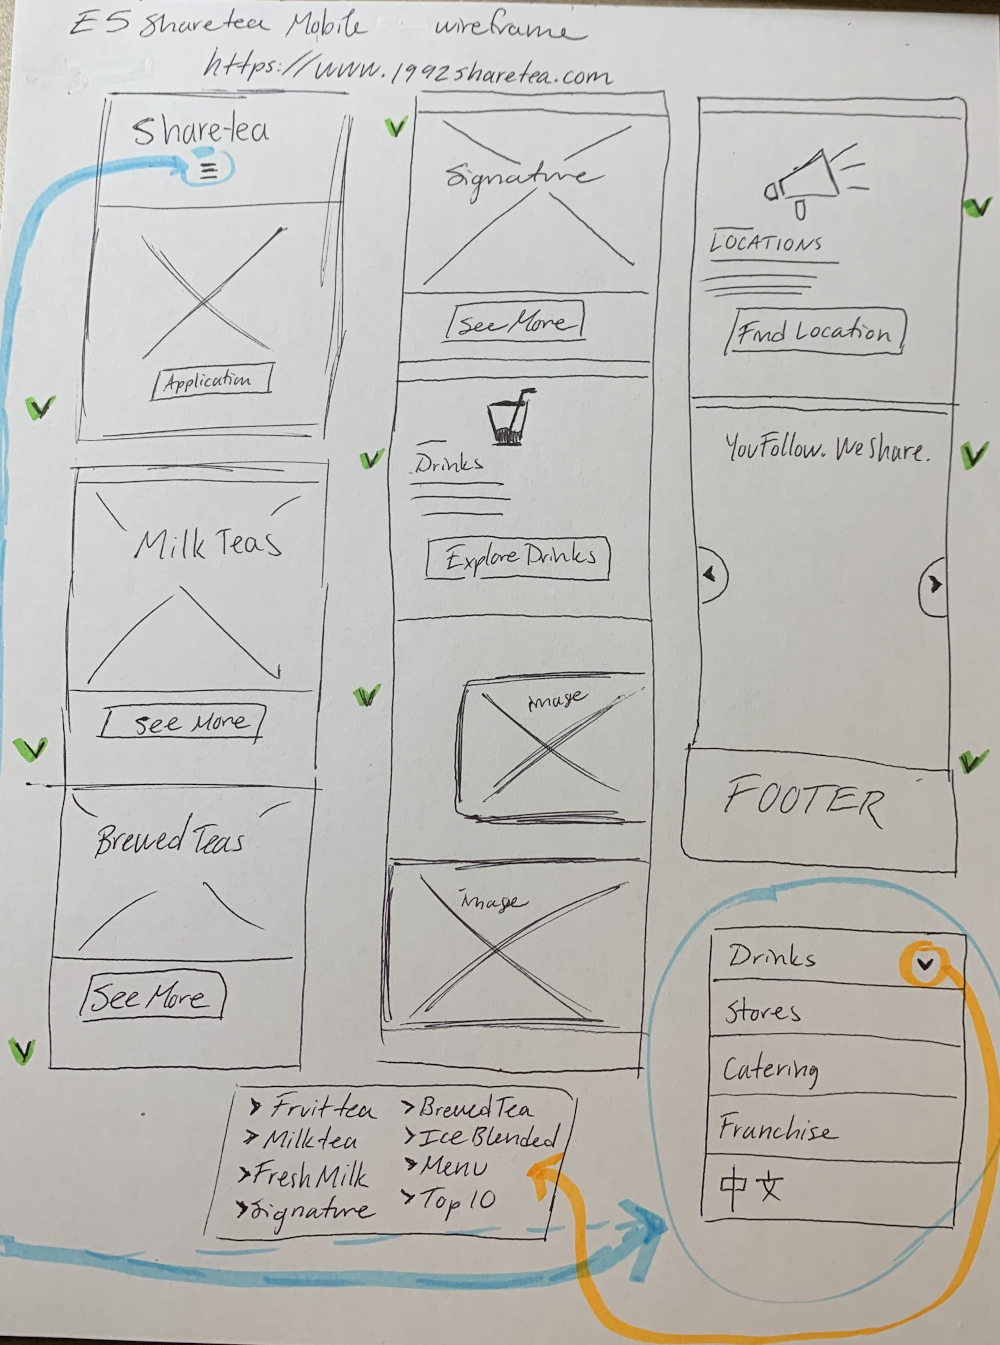 E5 Sharetea Mobile wireframe
https://www.1992sharetea.com
Sharetea
Application
Milk Teas
See More
Brewed Teas
See More
Signature
See More
Drinks
Explore Drinks
image
image
LOCATIONS
Find Location
You Follow. We Share.
FOOTER
Drinks
Stores
Catering
Franchise
中文
> Fruit tea
> Milk tea
> Fresh Milk
> Signature
> Brewed Tea
> Ice Blended
> Menu
> Top 10